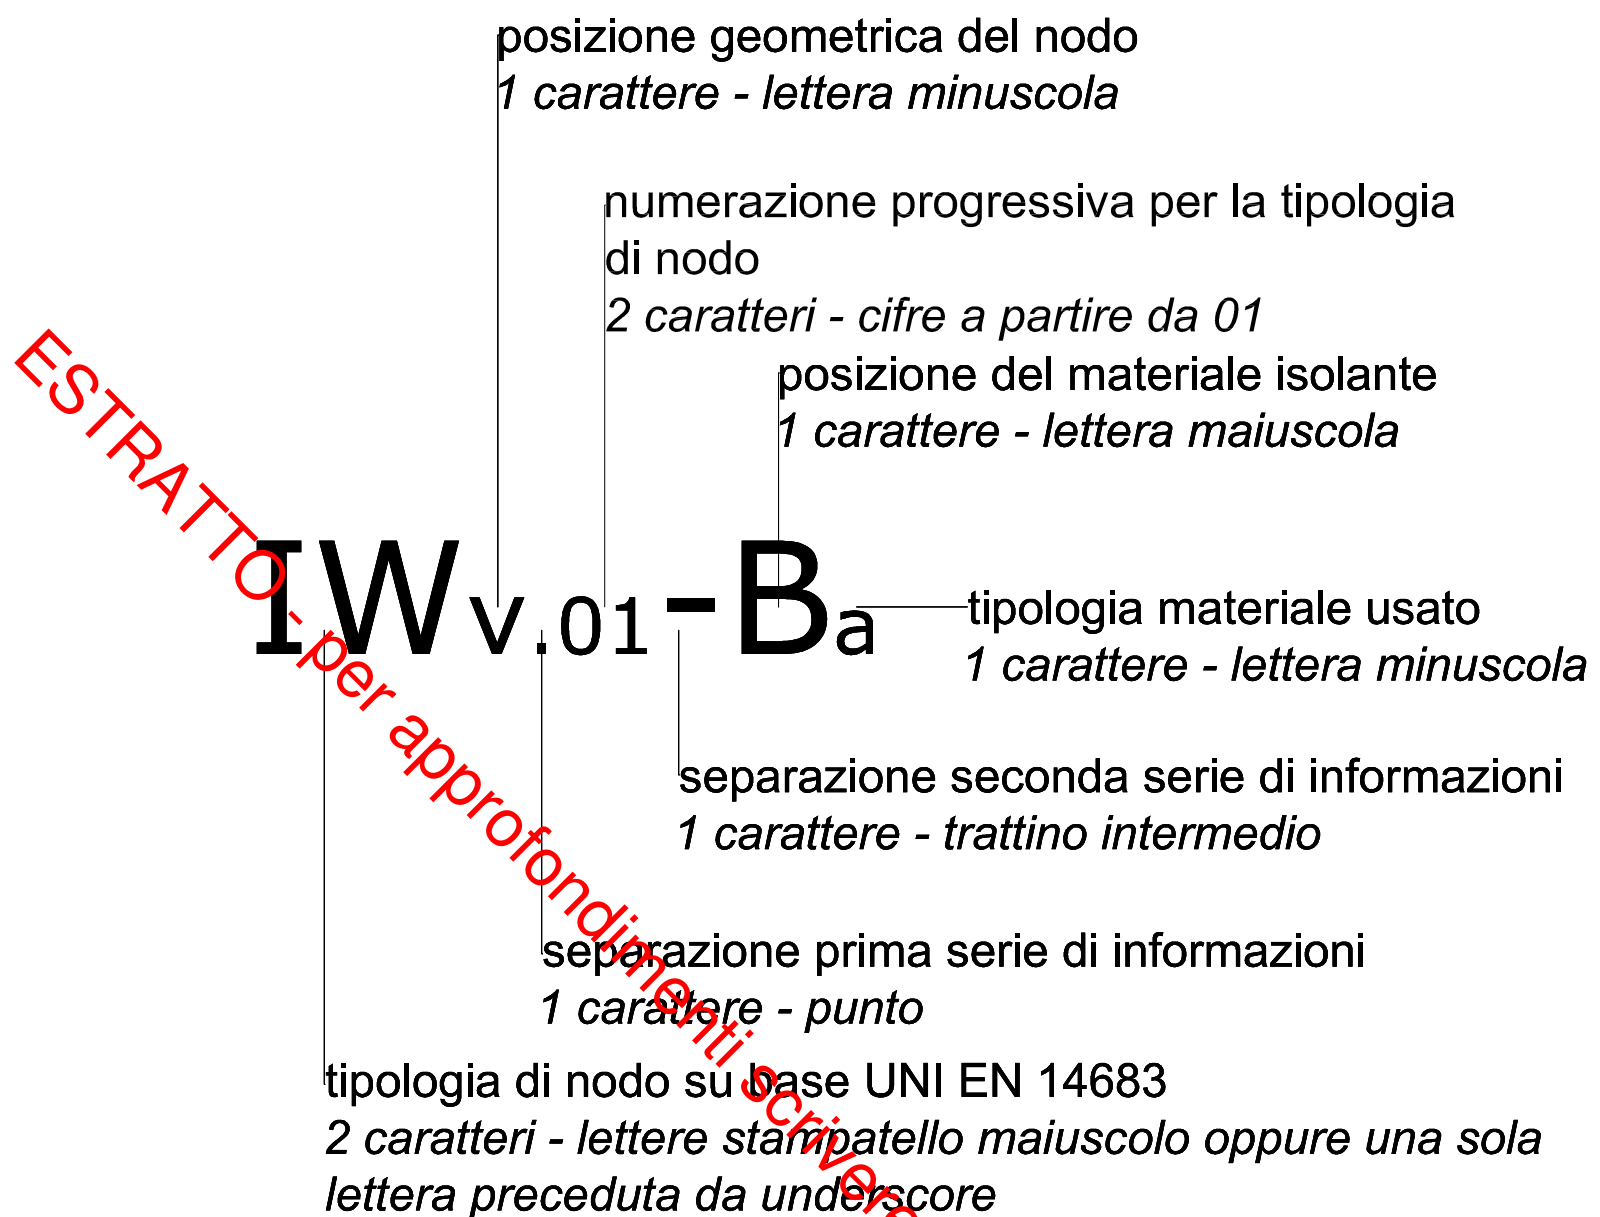 posizione geometrica del nodo
1 carattere - lettera minuscola
numerazione progressiva per la tipologia
di nodo
2 caratteri - cifre a partire da 01
posizione del materiale isolante
1 carattere - lettera maiuscola
IWv.01-Ba
tipologia materiale usato
1 carattere - lettera minuscola
separazione seconda serie di informazioni
1 carattere - trattino intermedio
separazione prima serie di informazioni
1 carattere - punto
tipologia di nodo su base UNI EN 14683
2 caratteri - lettere stampatello maiuscolo oppure una sola
lettera preceduta da underscore
ESTRATTO - per approfondimenti scrivere